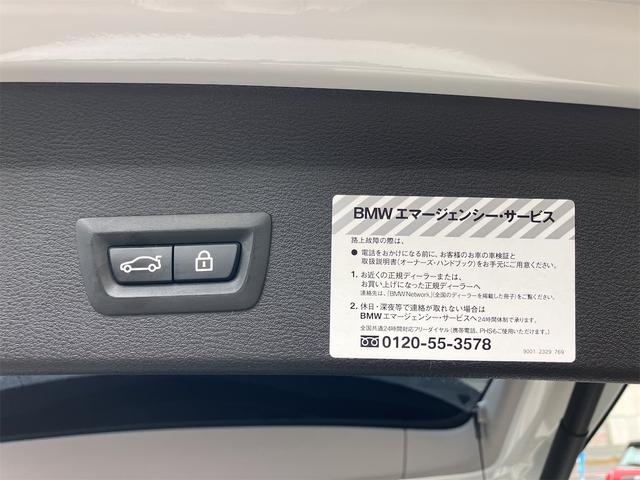 BMWエマージェンシー・サービス
路上故障の際は、
● 電話をおかけになる前に、お客様のお車の車検証と
取扱説明書(オーナーズ・ハンドブック)をお手元にご用意ください。
1. お近くの正規ディーラーまたは、
お買い上げになった正規ディーラーへ
連絡先は、「BMW Network」(全国のディーラーを掲載した冊子)をご覧ください。
2. 休日・深夜等で連絡が取れない場合は
BMWエマージェンシー・サービスへ24時間体制で承ります。
全国共通24時間対応フリーダイヤル(携帯電話、PHSもご使用いただけます。)
0120-55-3578
9001 2329 769